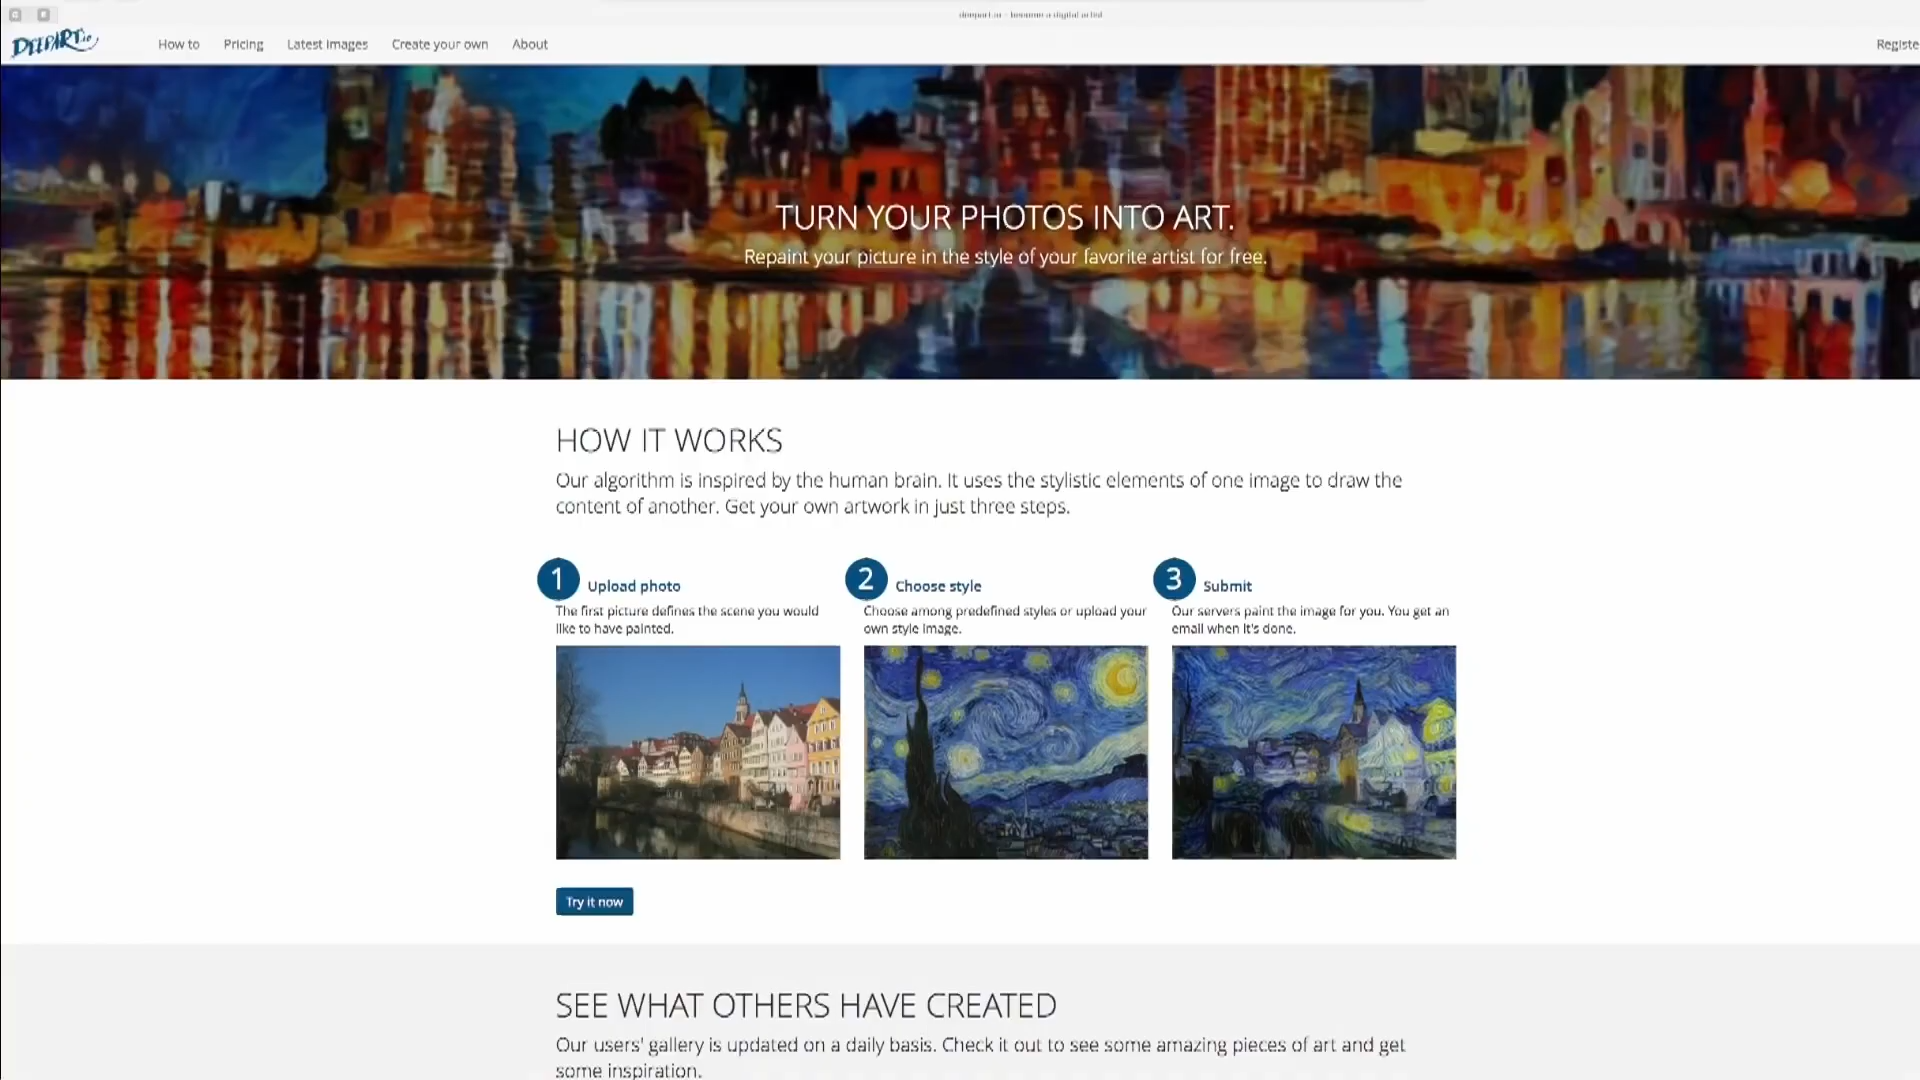 deepart.io - become a digital artist
DEEPART.io
How to
Pricing
Latest images
Create your own
About
Registe
TURN YOUR PHOTOS INTO ART.
Repaint your picture in the style of your favorite artist for free.
HOW IT WORKS
Our algorithm is inspired by the human brain. It uses the stylistic elements of one image to draw the
content of another. Get your own artwork in just three steps.
1 Upload photo
The first picture defines the scene you would
like to have painted.
2 Choose style
Choose among predefined styles or upload your
own style image.
3 Submit
Our servers paint the image for you. You get an
email when it's done.
Try it now
SEE WHAT OTHERS HAVE CREATED
Our users' gallery is updated on a daily basis. Check it out to see some amazing pieces of art and get
some inspiration.